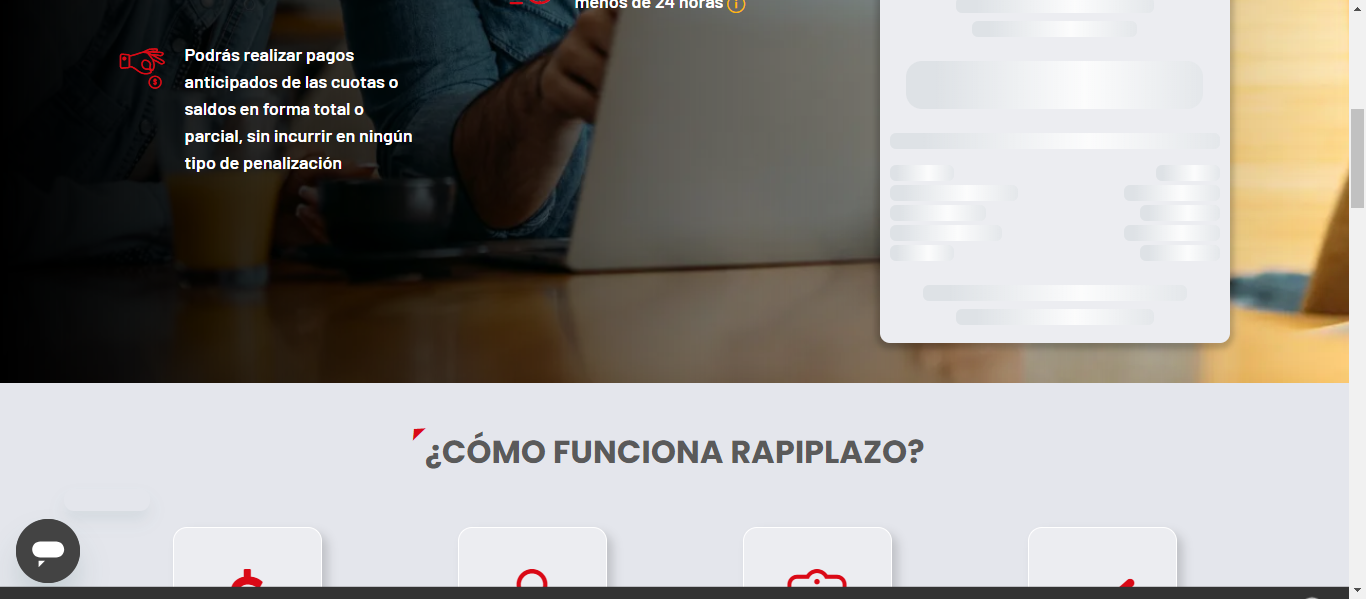 menos de 24 horas
Podrás realizar pagos
anticipados de las cuotas o
saldos en forma total o
parcial, sin incurrir en ningún
tipo de penalización
¿CÓMO FUNCIONA RAPIPLAZO?